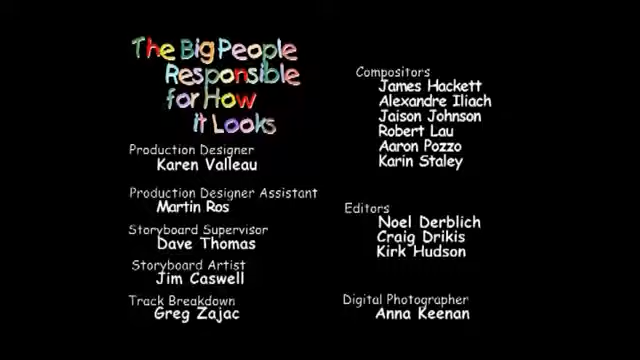 The Big People
Responsible
for How
it Looks
Production Designer
Karen Valleau
Production Designer Assistant
Martin Ros
Storyboard Supervisor
Dave Thomas
Storyboard Artist
Jim Caswell
Track Breakdown
Greg Zajac
Compositors
James Hackett
Alexandre Iliach
Jaison Johnson
Robert Lau
Aaron Pozzo
Karin Staley
Editors
Noel Derblich
Craig Drikis
Kirk Hudson
Digital Photographer
Anna Keenan